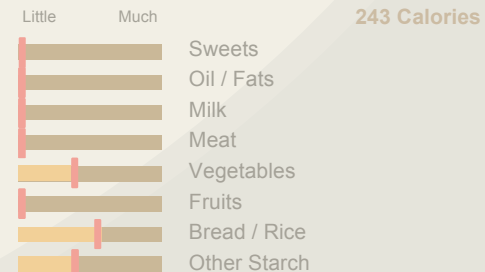 Little Much 243 Calories
Sweets
Oil / Fats
Milk
Meat
Vegetables
Fruits
Bread / Rice
Other Starch